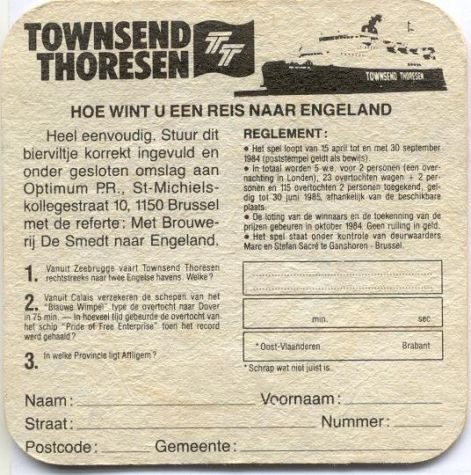 TOWNSEND
THORESEN
TT
TOWNSEND THORESEN
HOE WINT U EEN REIS NAAR ENGELAND
Heel eenvoudig. Stuur dit
bierviltje korrekt ingevuld en
onder gesloten omslag aan
Optimum PR., St-Michiels-
kollegestraat 10, 1150 Brussel
met de referte: Met Brouwe-
rij De Smedt naar Engeland.
REGLEMENT:
• Het spel loopt van 15 april tot en met 30 september
1984 (poststempel geldt als bewijs).
• In totaal worden 5 w.e. voor 2 personen (een over-
nachting in Londen), 23 overtochten wagen + 2 per-
sonen en 115 overtochten 2 personen toegekend, gel-
dig tot 30 juni 1985, afhankelijk van de beschikbare
plaats.
• De loting van de winnaars en de toekenning van de
prijzen gebeuren in oktober 1984. Geen ruiling in geld.
• Het spel staat onder kontrole van deurwaarders
Marc en Stefan Sacré te Ganshoren - Brussel.
1. Vanuit Zeebrugge vaart Townsend Thoresen
rechtstreeks naar twee Engelse havens. Welke?
2. Vanuit Calais verzekeren de schepen van het
"Blauwe Wimpel" type de overtocht naar Dover
in 75 min. — In hoeveel tijd gebeurde de overtocht van
het schip "Pride of Free Enterprise" toen het record
werd gehaald?
min. sec.
3. In welke Provincie ligt Affligem?
*Oost-Vlaanderen Brabant
* Schrap wat niet juist is.
Naam: Voornaam:
Straat: Nummer:
Postcode: Gemeente: